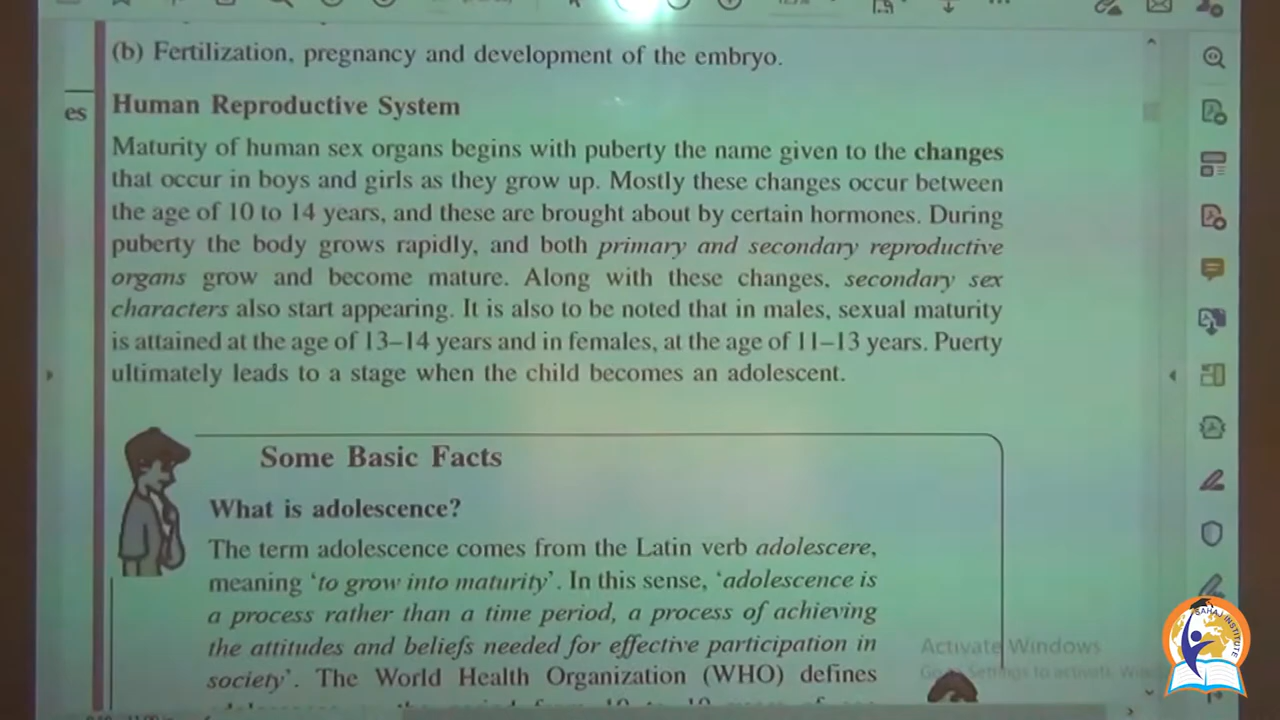 (b) Fertilization, pregnancy and development of the embryo.
es
Human Reproductive System
Maturity of human sex organs begins with puberty the name given to the changes
that occur in boys and girls as they grow up. Mostly these changes occur between
the age of 10 to 14 years, and these are brought about by certain hormones. During
puberty the body grows rapidly, and both primary and secondary reproductive
organs grow and become mature. Along with these changes, secondary sex
characters also start appearing. It is also to be noted that in males, sexual maturity
is attained at the age of 13–14 years and in females, at the age of 11–13 years. Puerty
ultimately leads to a stage when the child becomes an adolescent.
Some Basic Facts
What is adolescence?
The term adolescence comes from the Latin verb adolescere,
meaning ‘to grow into maturity’. In this sense, ‘adolescence is
a process rather than a time period, a process of achieving
the attitudes and beliefs needed for effective participation in
society’. The World Health Organization (WHO) defines
Activate Windows
Go to Settings to activate
SAHAJ INSTITUTE